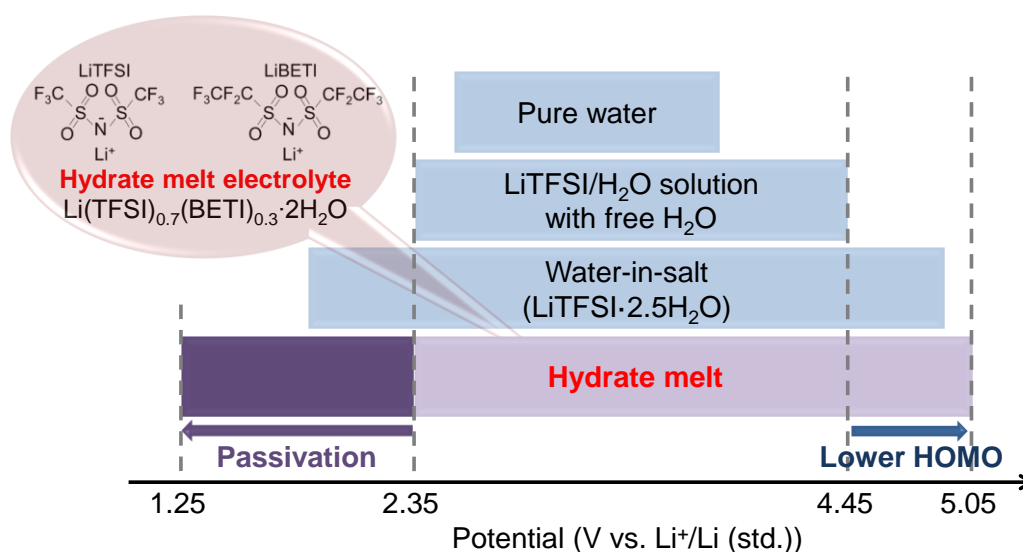 LiTFSI
LiBETI
F₃C
O
O
CF₃
S
S
O
N
-
O
Li⁺
F₃CF₂C
O
O
CF₂CF₃
S
S
O
N
-
O
Li⁺
Hydrate melt electrolyte
Li(TFSI)₀.₇(BETI)₀.₃·2H₂O
Pure water
LiTFSI/H₂O solution
with free H₂O
Water-in-salt
(LiTFSI·2.5H₂O)
Hydrate melt
Passivation
Lower HOMO
1.25
2.35
4.45
5.05
Potential (V vs. Li⁺/Li (std.))